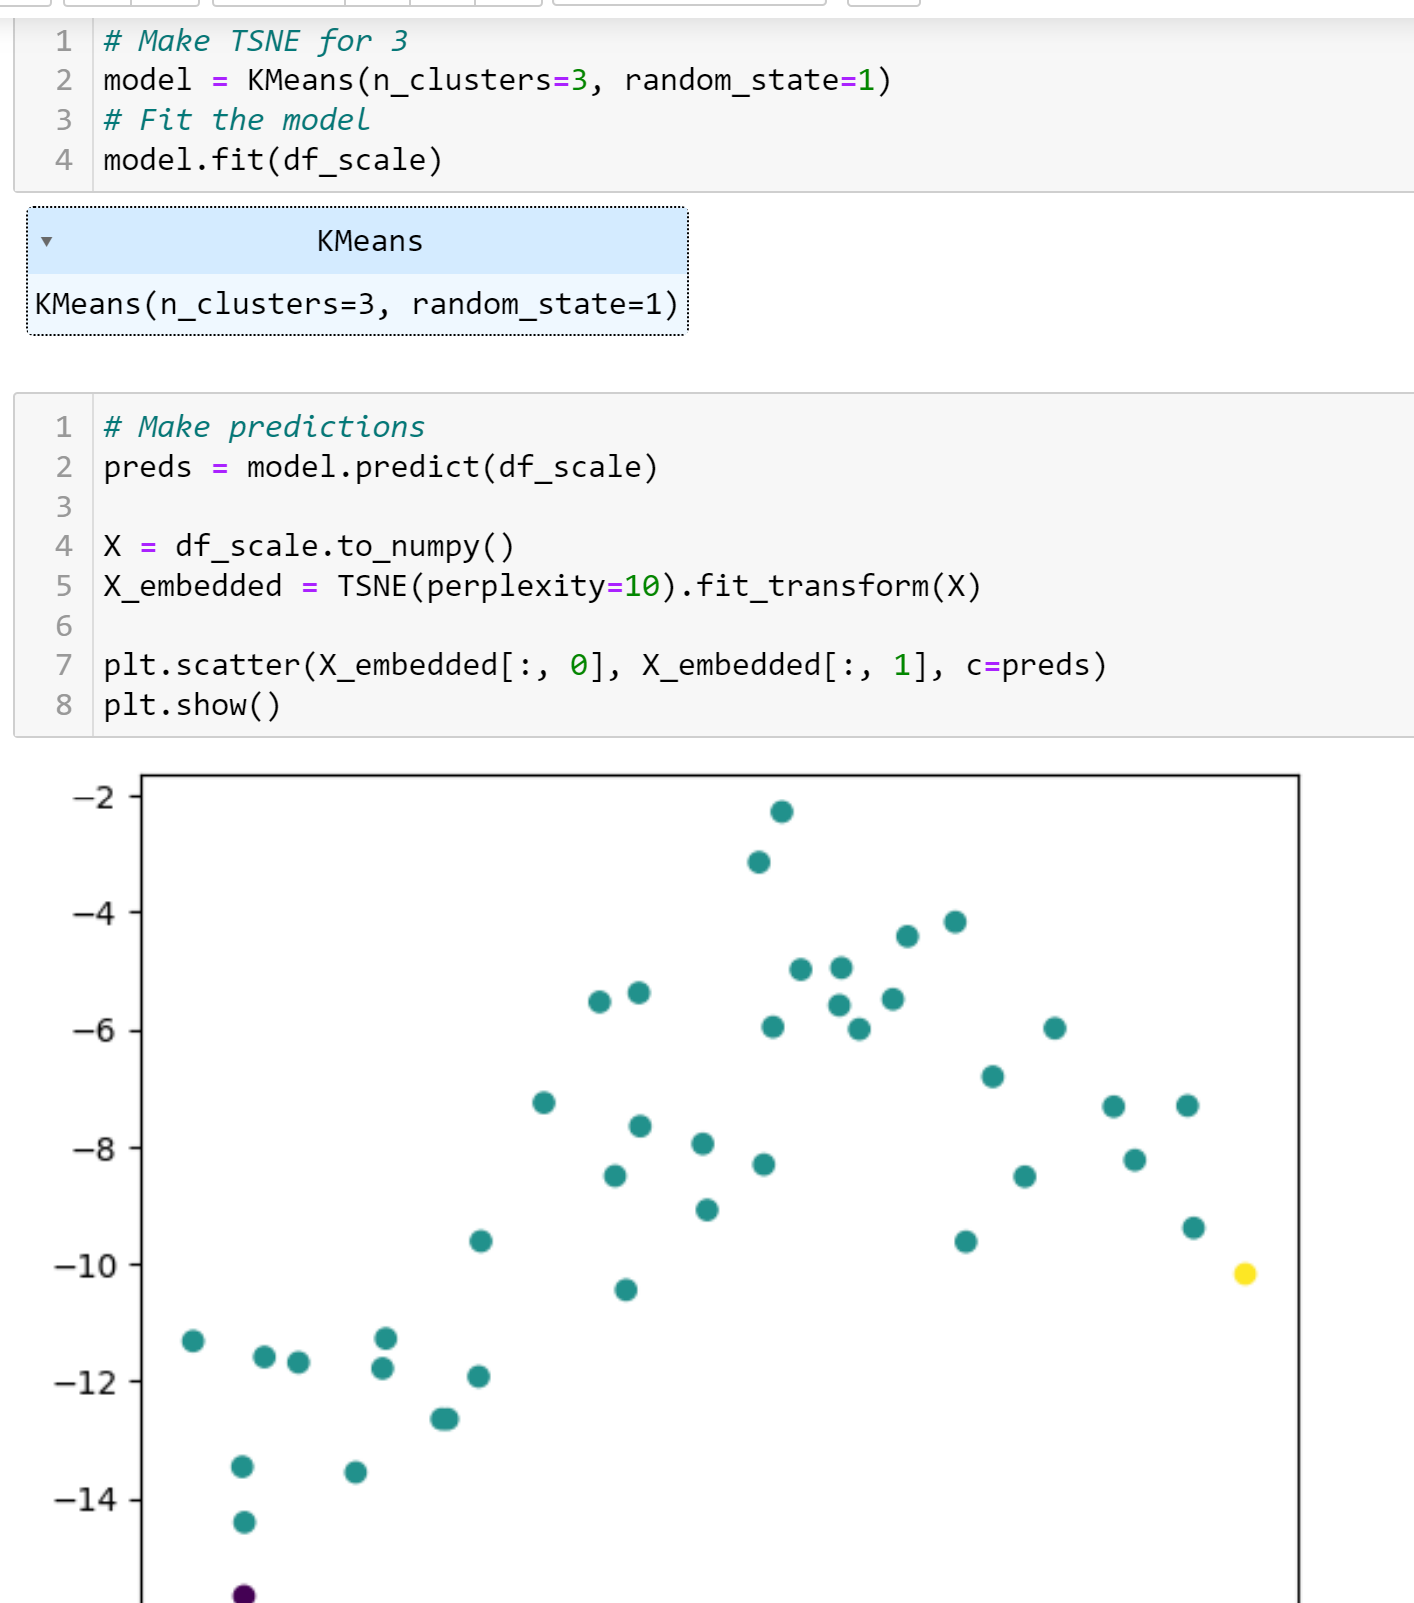 1 # Make TSNE for 3
2 model = KMeans(n_clusters=3, random_state=1)
3 # Fit the model
4 model.fit(df_scale)
▾ KMeans
KMeans(n_clusters=3, random_state=1)
1 # Make predictions
2 preds = model.predict(df_scale)
3
4 X = df_scale.to_numpy()
5 X_embedded = TSNE(perplexity=10).fit_transform(X)
6
7 plt.scatter(X_embedded[:, 0], X_embedded[:, 1], c=preds)
8 plt.show()
−2
−4
−6
−8
−10
−12
−14